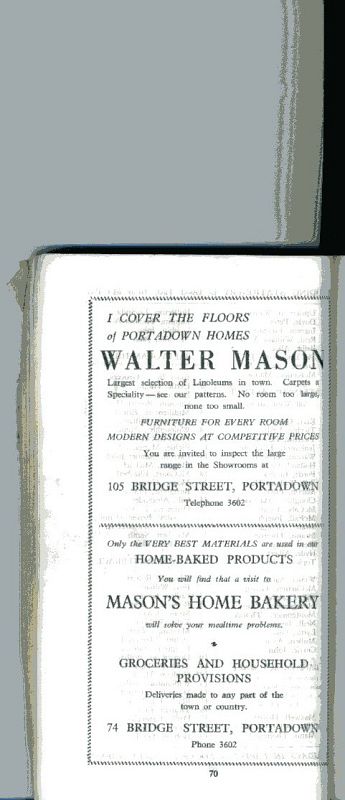 I COVER THE FLOORS
of PORTADOWN HOMES
WALTER MASON
Largest selection of Linoleums in town. Carpets a
Speciality — see our patterns. No room too large,
none too small.
FURNITURE FOR EVERY ROOM
MODERN DESIGNS AT COMPETITIVE PRICES
You are invited to inspect the large
range in the Showrooms at
105 BRIDGE STREET, PORTADOWN
Telephone 3602
Only the VERY BEST MATERIALS are used in our
HOME-BAKED PRODUCTS
You will find that a visit to
MASON'S HOME BAKERY
will solve your mealtime problems.
GROCERIES AND HOUSEHOLD
PROVISIONS
Deliveries made to any part of the
town or country.
74 BRIDGE STREET, PORTADOWN
Phone 3602
70